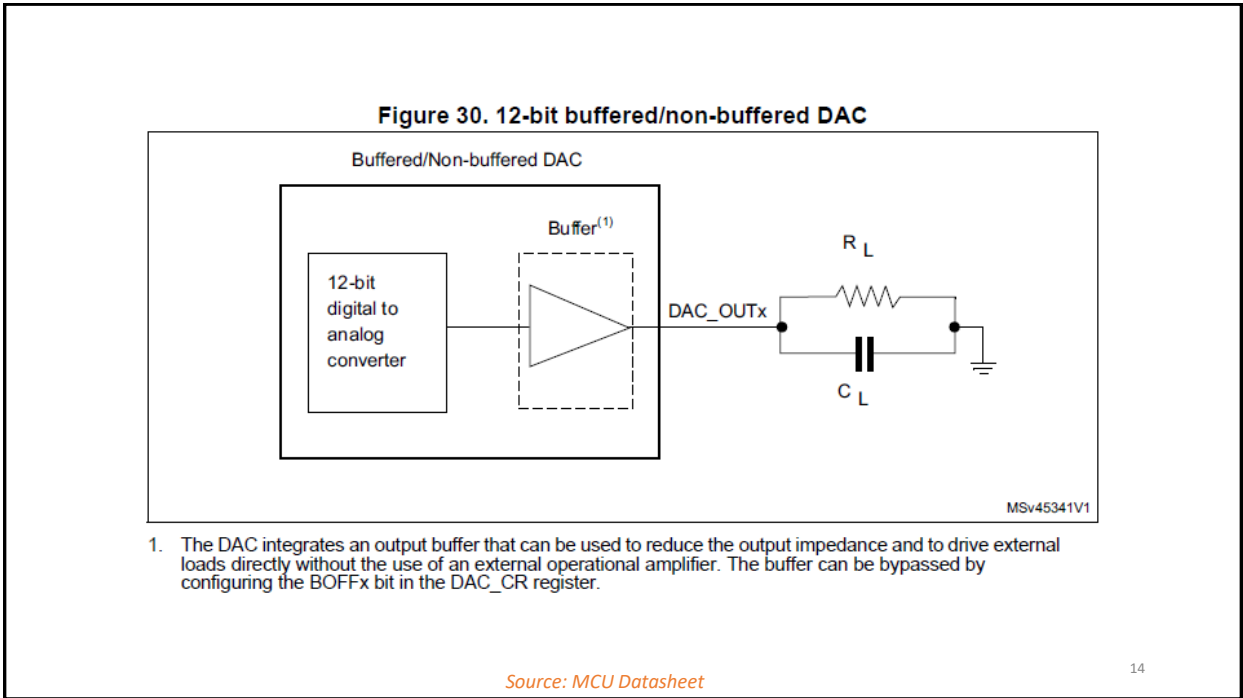 Figure 30. 12-bit buffered/non-buffered DAC
Buffered/Non-buffered DAC
Buffer(1)
12-bit
digital to
analog
converter
DAC_OUTx
R L
C L
MSv45341V1
1. The DAC integrates an output buffer that can be used to reduce the output impedance and to drive external
loads directly without the use of an external operational amplifier. The buffer can be bypassed by
configuring the BOFFx bit in the DAC_CR register.
Source: MCU Datasheet
14